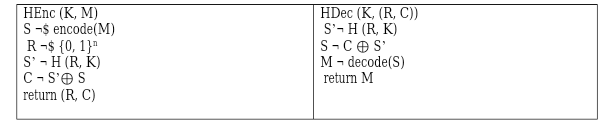 HEnc (K, M)
S ¬$ encode(M)
R ¬$ {0, 1}ⁿ
S’ ¬ H (R, K)
C ¬ S’⊕ S
return (R, C)
HDec (K, (R, C))
S’¬ H (R, K)
S ¬ C ⊕ S’
M ¬ decode(S)
return M